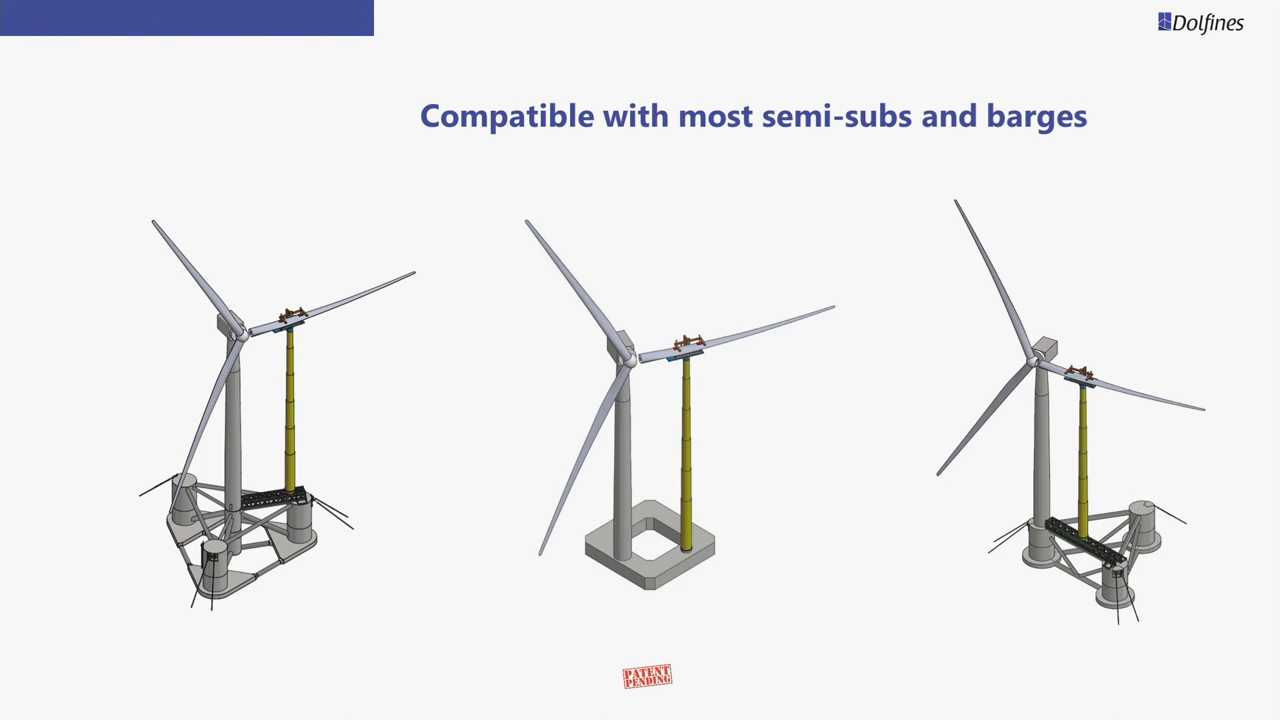 Dolfines
Compatible with most semi-subs and barges
PATENT
PENDING